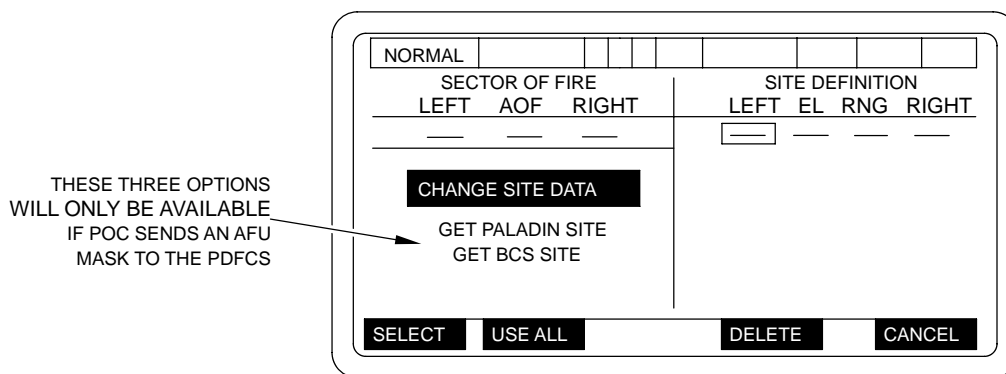 NORMAL
SECTOR OF FIRE
LEFT AOF RIGHT
SITE DEFINITION
LEFT EL RNG RIGHT
CHANGE SITE DATA
GET PALADIN SITE
GET BCS SITE
THESE THREE OPTIONS
WILL ONLY BE AVAILABLE
IF POC SENDS AN AFU
MASK TO THE PDFCS
SELECT USE ALL DELETE CANCEL